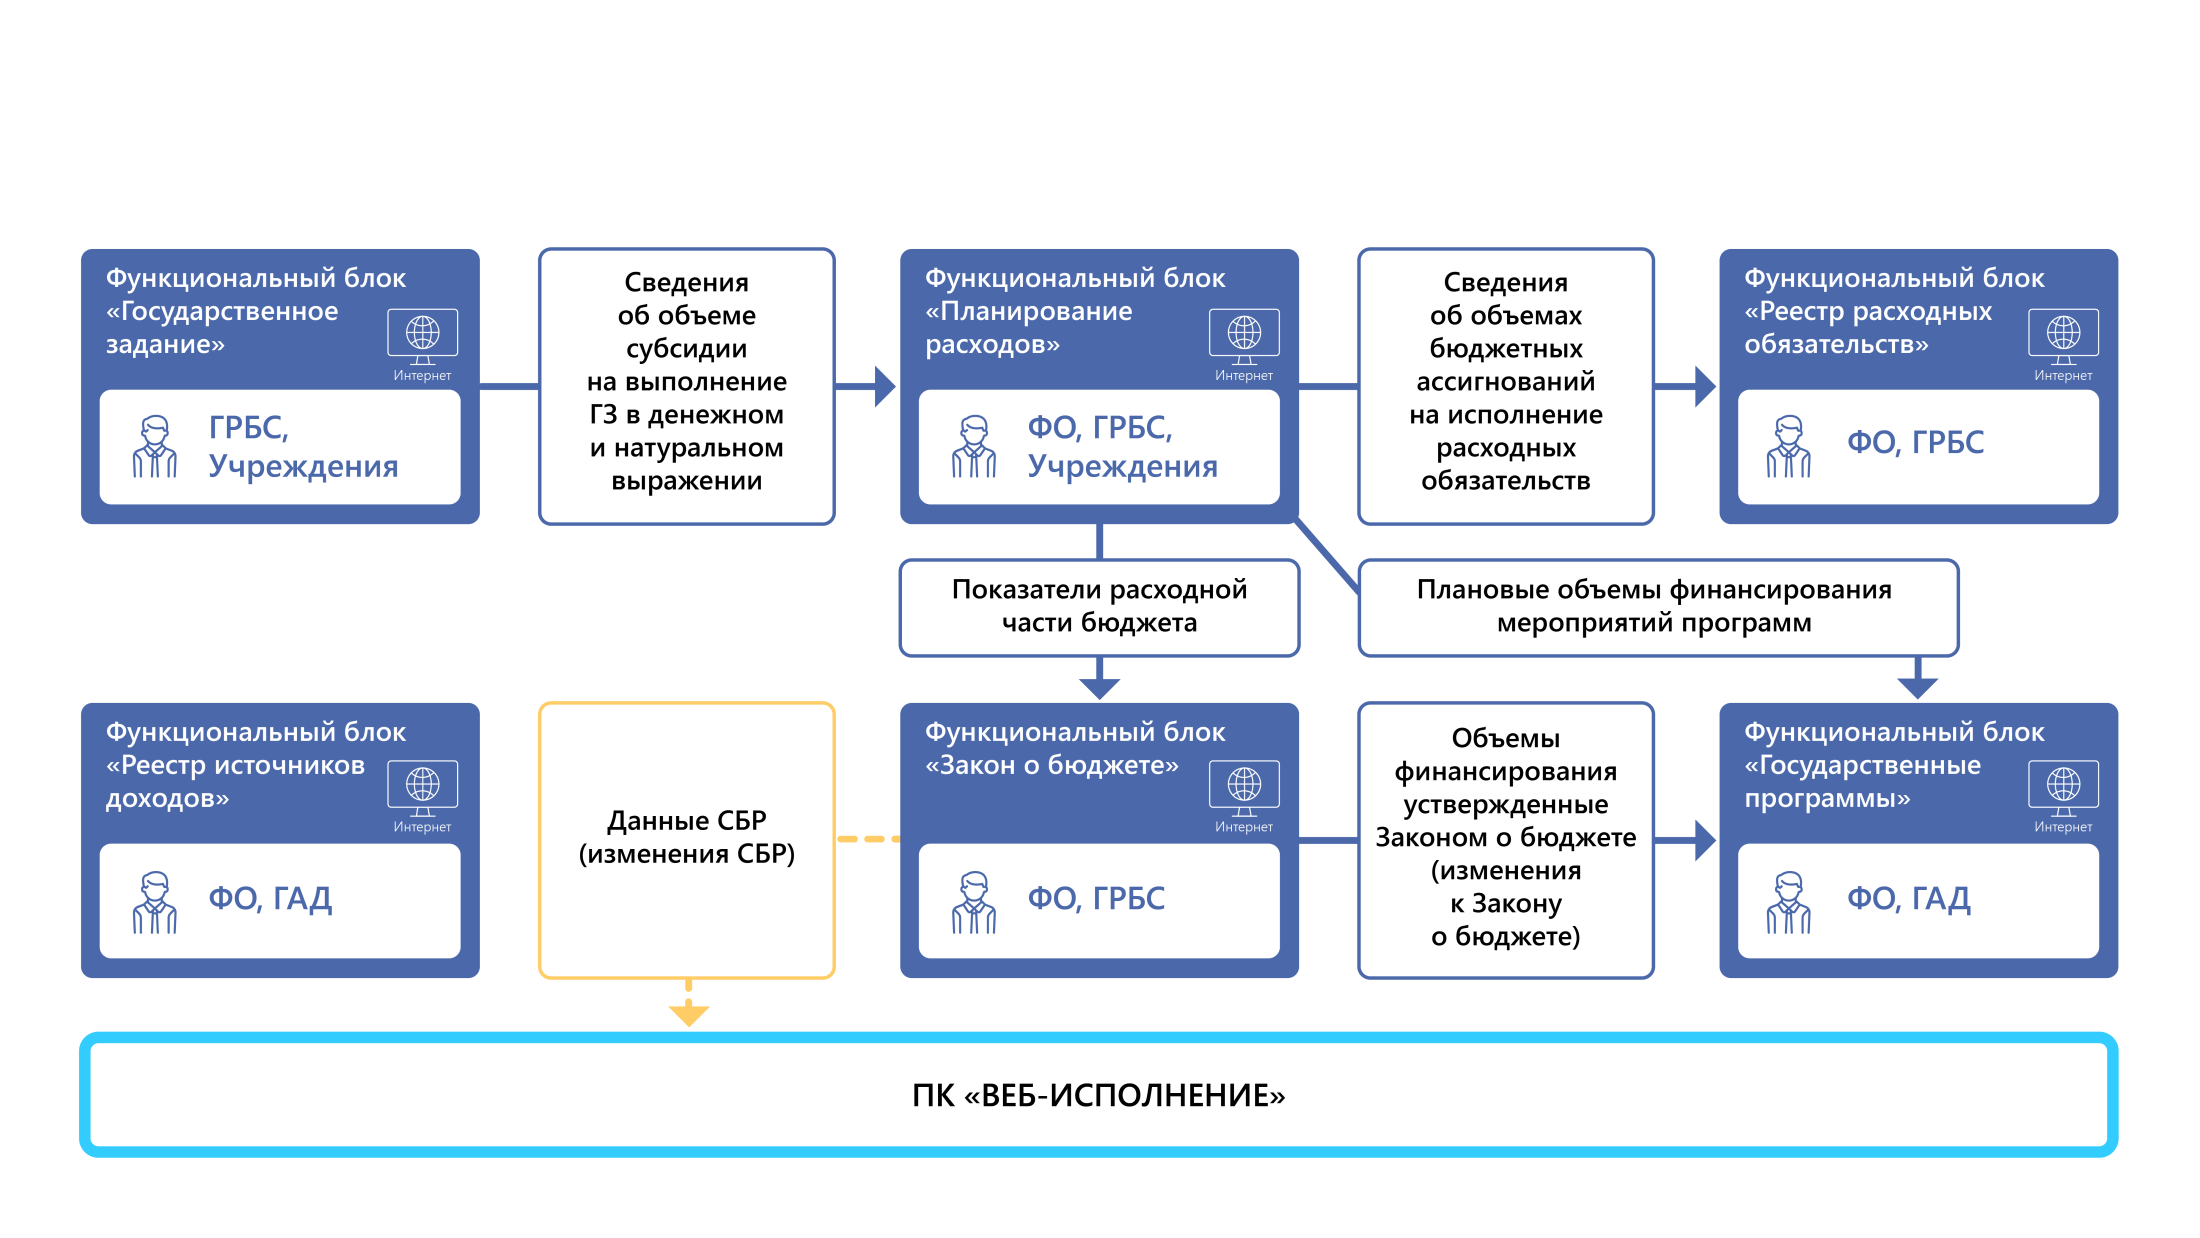 Функциональный блок
«Государственное
задание»
Интернет
ГРБС,
Учреждения
Сведения
об объеме
субсидии
на выполнение
ГЗ в денежном
и натуральном
выражении
Функциональный блок
«Планирование
расходов»
Интернет
ФО, ГРБС,
Учреждения
Сведения
об объемах
бюджетных
ассигнований
на исполнение
расходных
обязательств
Функциональный блок
«Реестр расходных
обязательств»
Интернет
ФО, ГРБС
Показатели расходной
части бюджета
Плановые объемы финансирования
мероприятий программ
Функциональный блок
«Реестр источников
доходов»
Интернет
ФО, ГАД
Данные СБР
(изменения СБР)
Функциональный блок
«Закон о бюджете»
Интернет
ФО, ГРБС
Объемы
финансирования
уствержденные
Законом о бюджете
(изменения
к Закону
о бюджете)
Функциональный блок
«Государственные
программы»
Интернет
ФО, ГАД
ПК «ВЕБ-ИСПОЛНЕНИЕ»